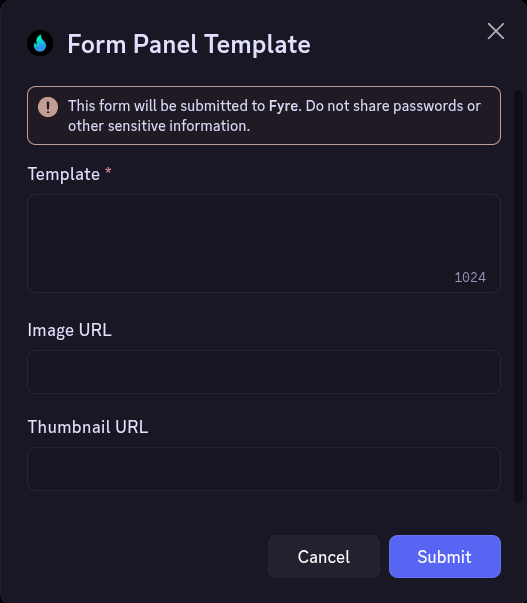 Form Panel Template
This form will be submitted to Fyre. Do not share passwords or
other sensitive information.
Template *
1024
Image URL
Thumbnail URL
Cancel
Submit